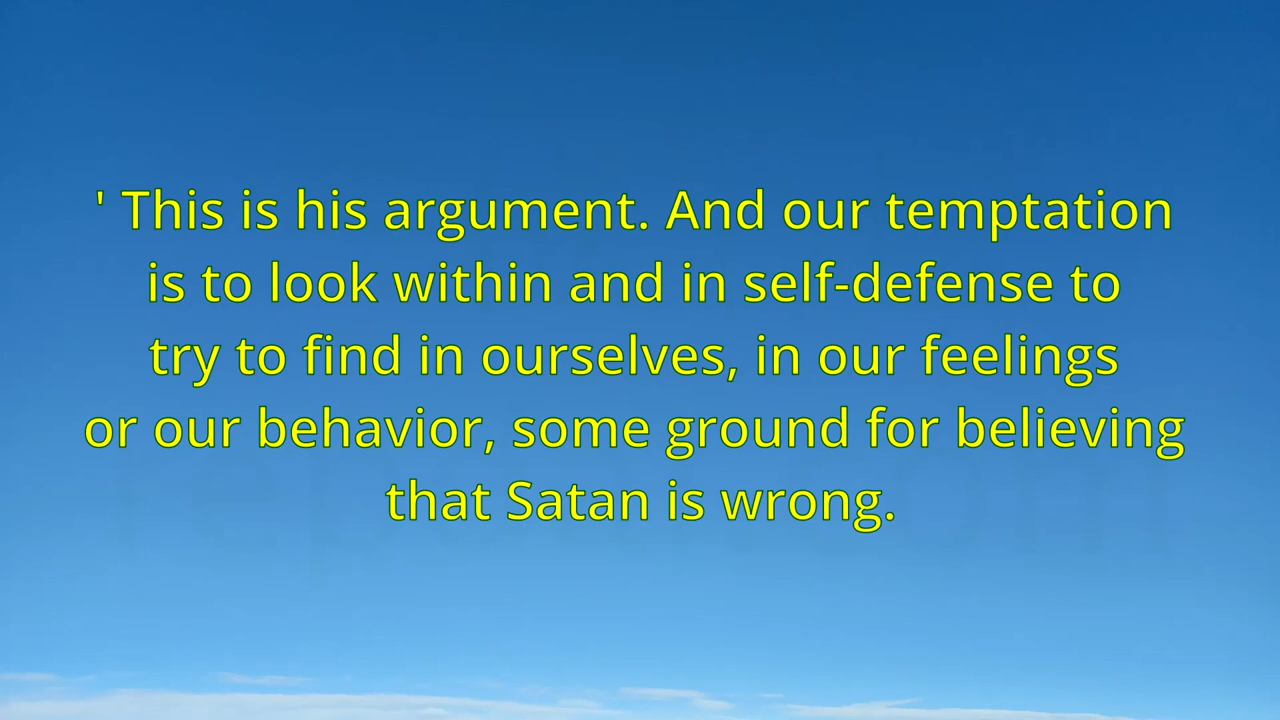 ' This is his argument. And our temptation
is to look within and in self-defense to
try to find in ourselves, in our feelings
or our behavior, some ground for believing
that Satan is wrong.